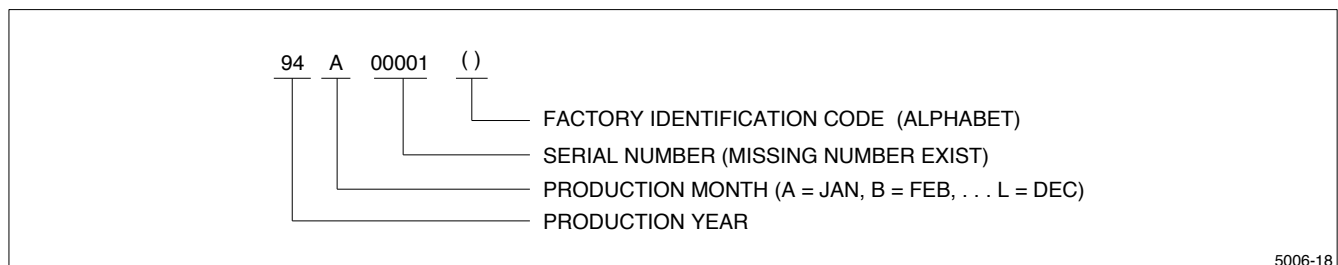 94 A 00001 ( )
FACTORY IDENTIFICATION CODE (ALPHABET)
SERIAL NUMBER (MISSING NUMBER EXIST)
PRODUCTION MONTH (A = JAN, B = FEB, . . . L = DEC)
PRODUCTION YEAR
5006-18